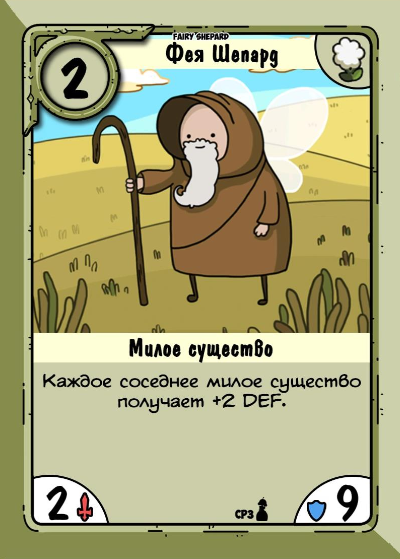 FAIRY SHEPARD
Фея Шепард
2
Милое существо
Каждое соседнее милое существо
получает +2 DEF.
2
CP3
9